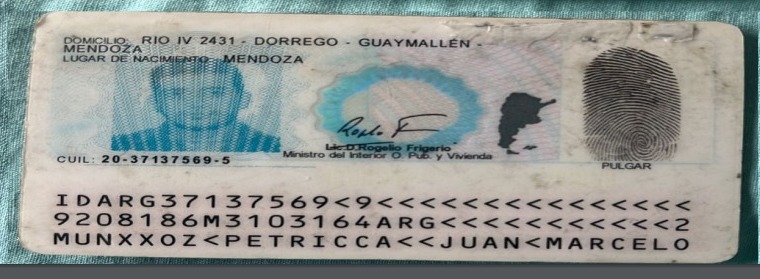 DOMICILIO: RIO IV 2431 - DORREGO - GUAYMALLÉN -
MENDOZA
LUGAR DE NACIMIENTO: MENDOZA
CUIL: 20-37137569-5
Lic.D.Rogelio Frigerio
Ministro del Interior O. Pub. y Vivienda
PULGAR
IDARG37137569<9<<<<<<<<<<<<<<<
9208186M3103164ARG<<<<<<<<<<<2
MUNXXOZ<PETRICCA<<JUAN<MARCELO